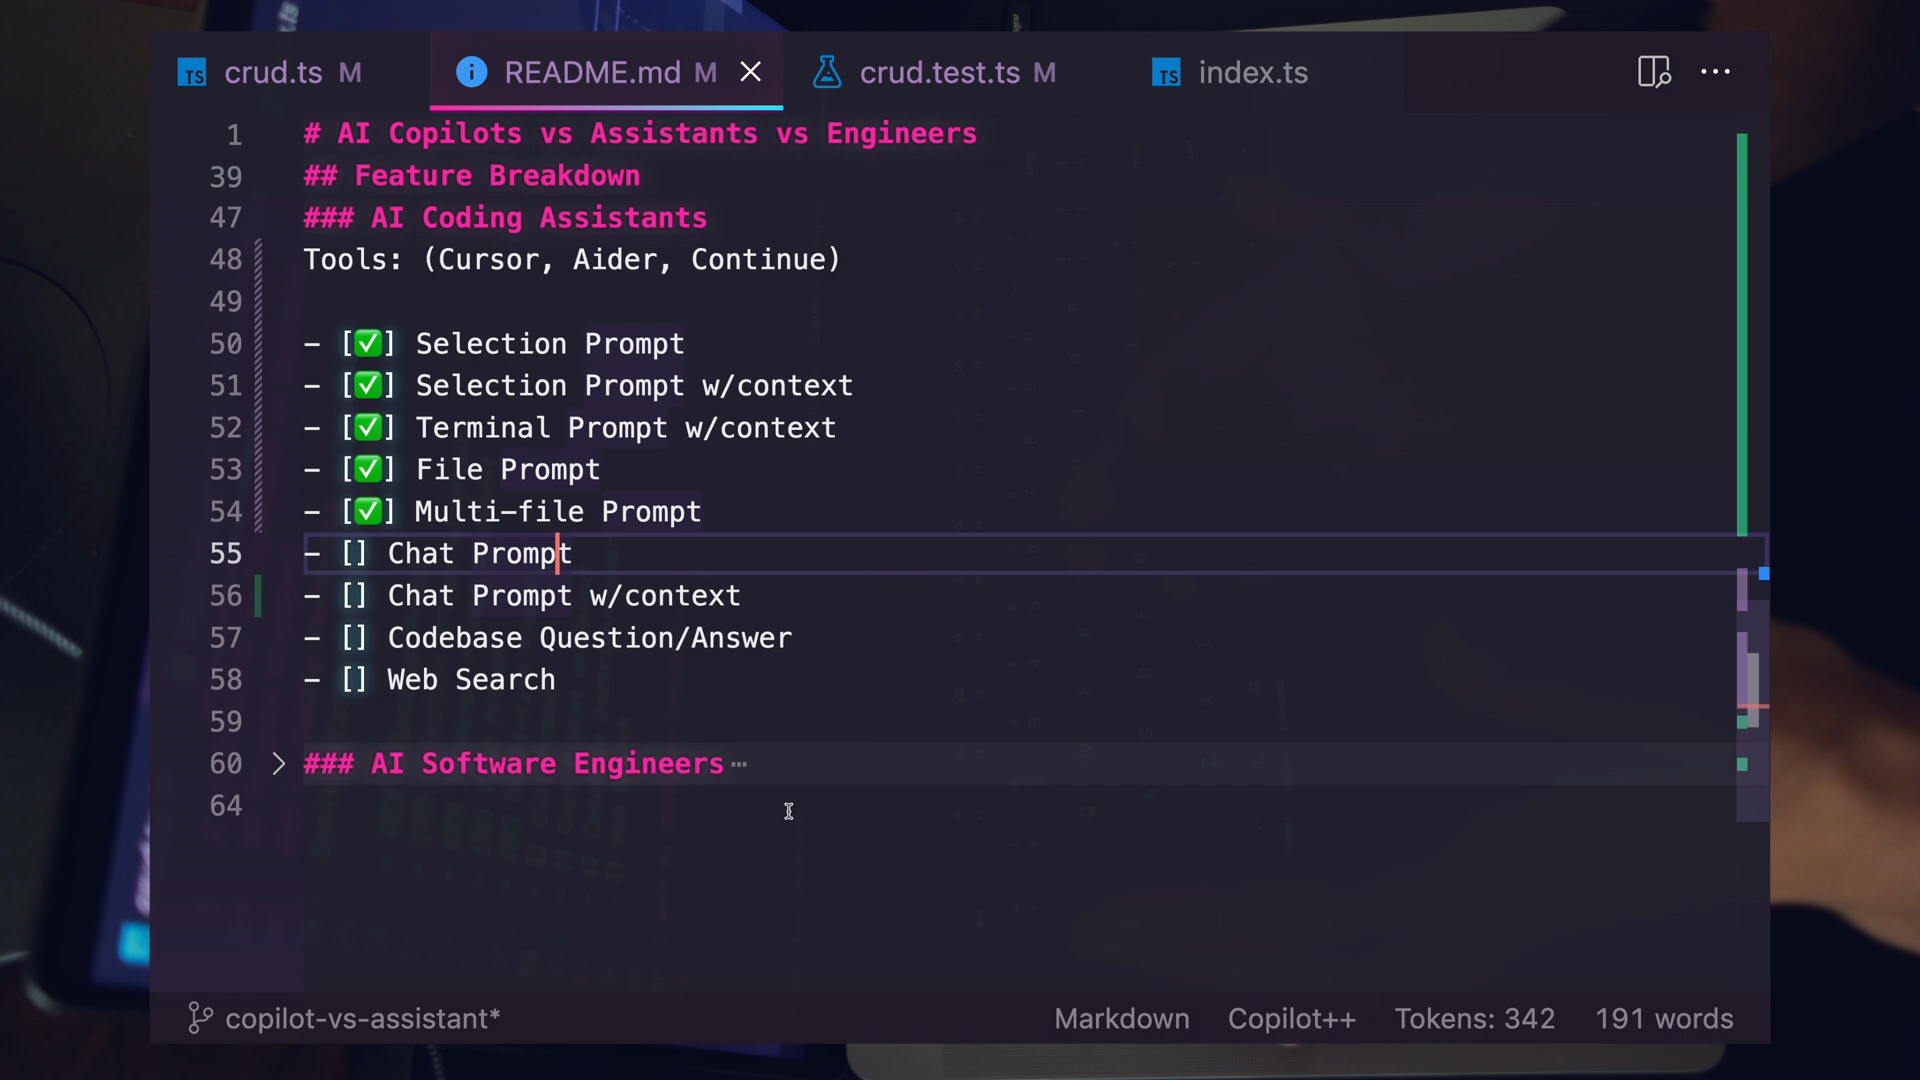 crud.ts M
README.md M
crud.test.ts M
index.ts
1 # AI Copilots vs Assistants vs Engineers
39 ## Feature Breakdown
47 ### AI Coding Assistants
48 Tools: (Cursor, Aider, Continue)
49
50 - [✅] Selection Prompt
51 - [✅] Selection Prompt w/context
52 - [✅] Terminal Prompt w/context
53 - [✅] File Prompt
54 - [✅] Multi-file Prompt
55 - [] Chat Prompt
56 - [] Chat Prompt w/context
57 - [] Codebase Question/Answer
58 - [] Web Search
59
60 ### AI Software Engineers
64
copilot-vs-assistant*
Markdown
Copilot++
Tokens: 342
191 words